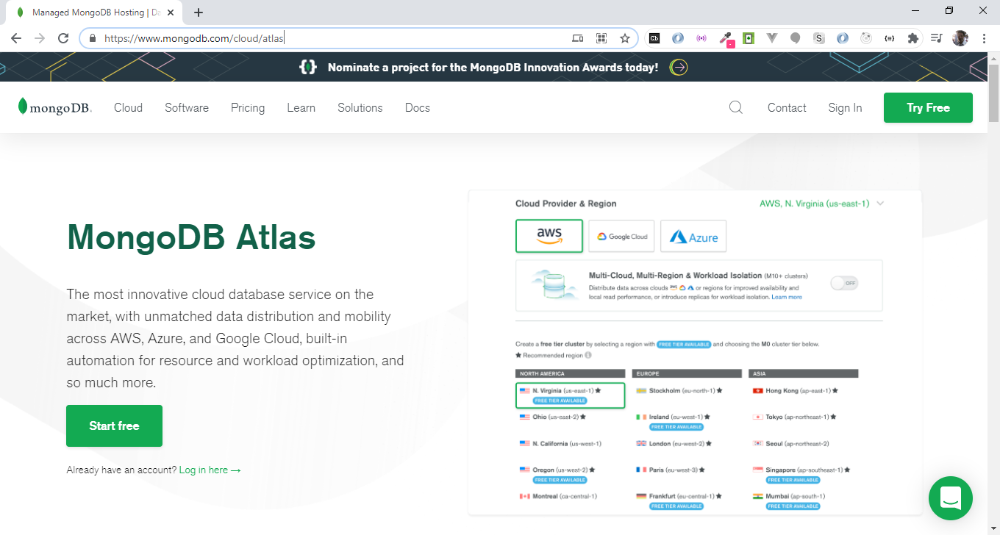 Managed MongoDB Hosting | Da
https://www.mongodb.com/cloud/atlas
Nominate a project for the MongoDB Innovation Awards today!
mongoDB.
Cloud
Software
Pricing
Learn
Solutions
Docs
Contact
Sign In
Try Free
MongoDB Atlas
The most innovative cloud database service on the
market, with unmatched data distribution and mobility
across AWS, Azure, and Google Cloud, built-in
automation for resource and workload optimization, and
so much more.
Start free
Already have an account? Log in here →
Cloud Provider & Region
AWS, N. Virginia (us-east-1)
aws
Google Cloud
Azure
Multi-Cloud, Multi-Region & Workload Isolation (M10+ clusters)
Distribute data across clouds aws or regions for improved availability and
local read performance, or introduce replicas for workload isolation. Learn more
OFF
Create a free tier cluster by selecting a region with FREE TIER AVAILABLE and choosing the M0 cluster tier below.
★ Recommended region
NORTH AMERICA
N. Virginia (us-east-1) ★
FREE TIER AVAILABLE
Ohio (us-east-2) ★
N. California (us-west-1)
Oregon (us-west-2) ★
FREE TIER AVAILABLE
Montreal (ca-central-1)
EUROPE
Stockholm (eu-north-1) ★
Ireland (eu-west-1) ★
FREE TIER AVAILABLE
London (eu-west-2) ★
Paris (eu-west-3) ★
Frankfurt (eu-central-1) ★
FREE TIER AVAILABLE
ASIA
Hong Kong (ap-east-1) ★
Tokyo (ap-northeast-1) ★
Seoul (ap-northeast-2)
Singapore (ap-southeast-1) ★
FREE TIER AVAILABLE
Mumbai (ap-south-1)
FREE TIER AVAILABLE